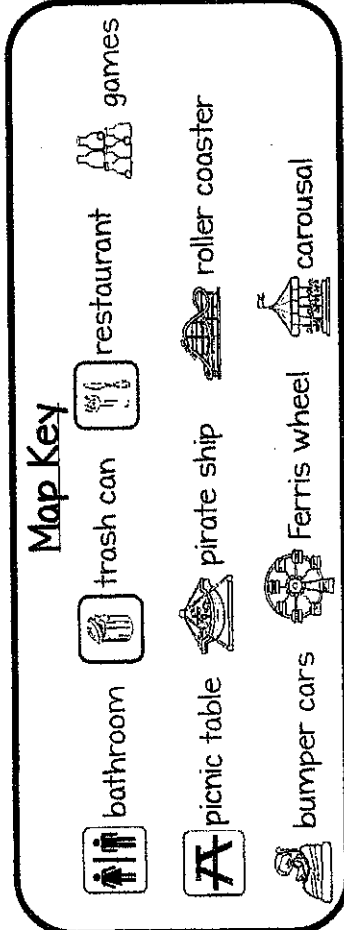 Map Key
bathroom trash can restaurant games
picnic table pirate ship roller coaster
bumper cars Ferris wheel carousal